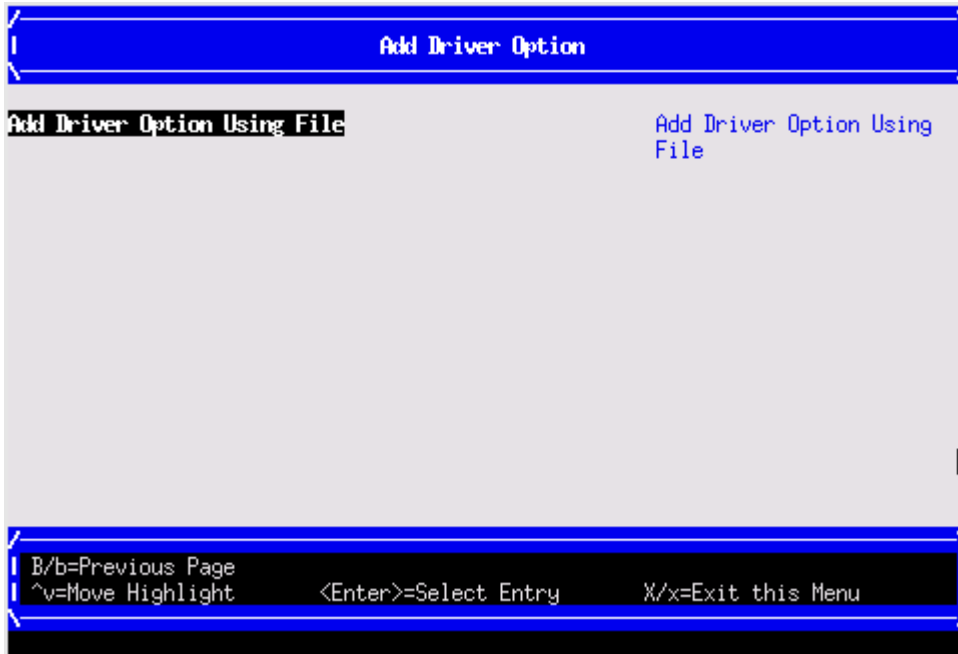 Add Driver Option
Add Driver Option Using File
Add Driver Option Using
File
B/b=Previous Page
^v=Move Highlight <Enter>=Select Entry X/x=Exit this Menu